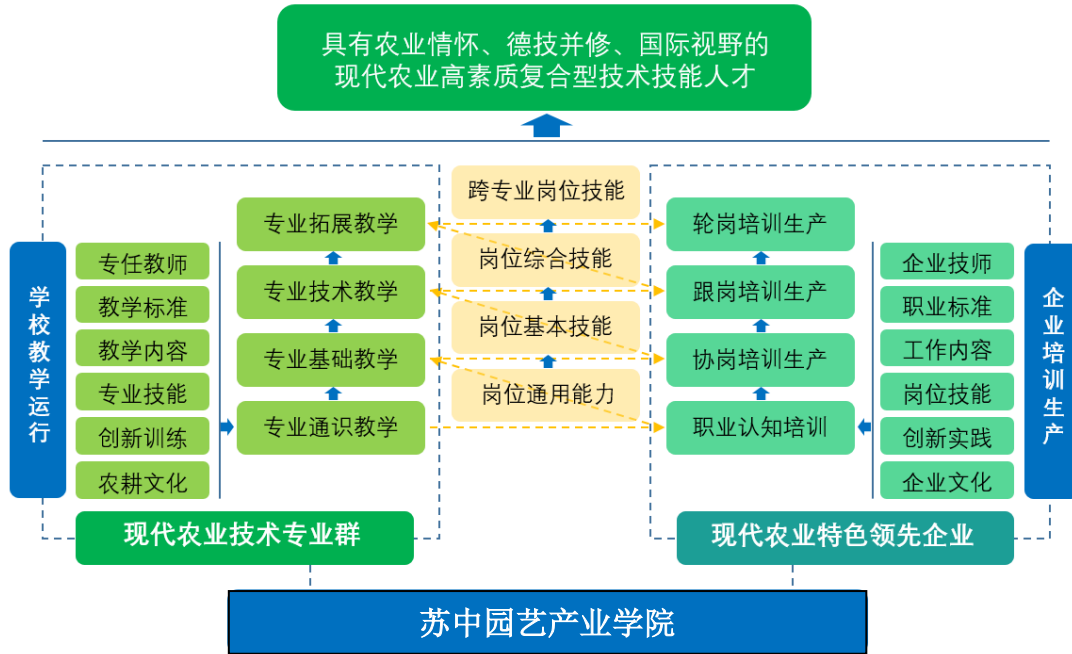 具有农业情怀、德技并修、国际视野的
现代农业高素质复合型技术技能人才
学校教学运行
专任教师
教学标准
教学内容
专业技能
创新训练
农耕文化
专业拓展教学
专业技术教学
专业基础教学
专业通识教学
跨专业岗位技能
岗位综合技能
岗位基本技能
岗位通用能力
轮岗培训生产
跟岗培训生产
协岗培训生产
职业认知培训
企业技师
职业标准
工作内容
岗位技能
创新实践
企业文化
企业培训生产
现代农业技术专业群
现代农业特色领先企业
苏中园艺产业学院